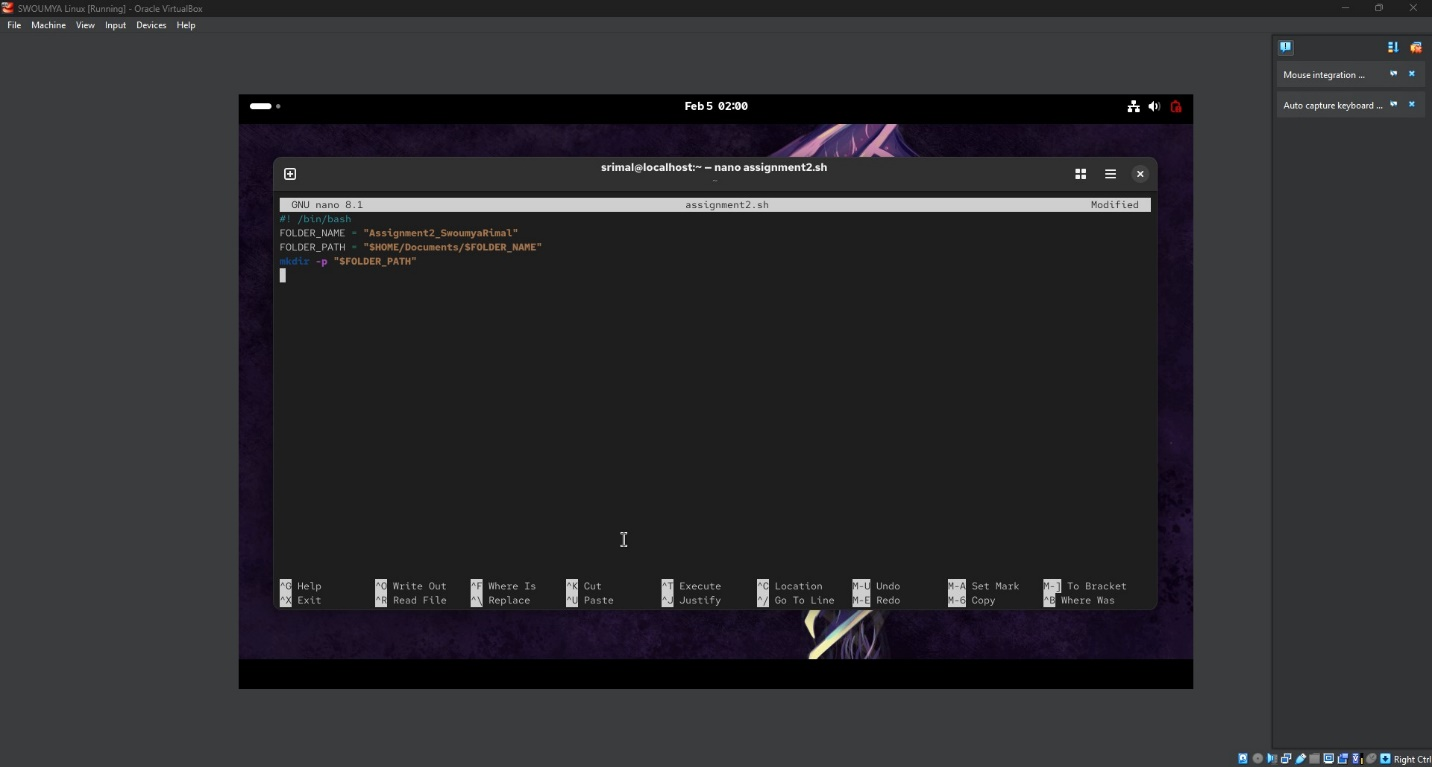 SWOUMYA Linux [Running] - Oracle VirtualBox
File Machine View Input Devices Help
Mouse integration ...
Auto capture keyboard ...
Feb 5 02:00
srimal@localhost:~ — nano assignment2.sh
GNU nano 8.1 assignment2.sh Modified
#! /bin/bash
FOLDER_NAME = "Assignment2_SwoumyaRimal"
FOLDER_PATH = "$HOME/Documents/$FOLDER_NAME"
mkdir -p "$FOLDER_PATH"
^G Help ^O Write Out ^F Where Is ^K Cut ^T Execute ^C Location M-U Undo M-A Set Mark M-] To Bracket
^X Exit ^R Read File ^\ Replace ^U Paste ^J Justify ^/ Go To Line M-E Redo M-6 Copy ^B Where Was
Right Ctrl